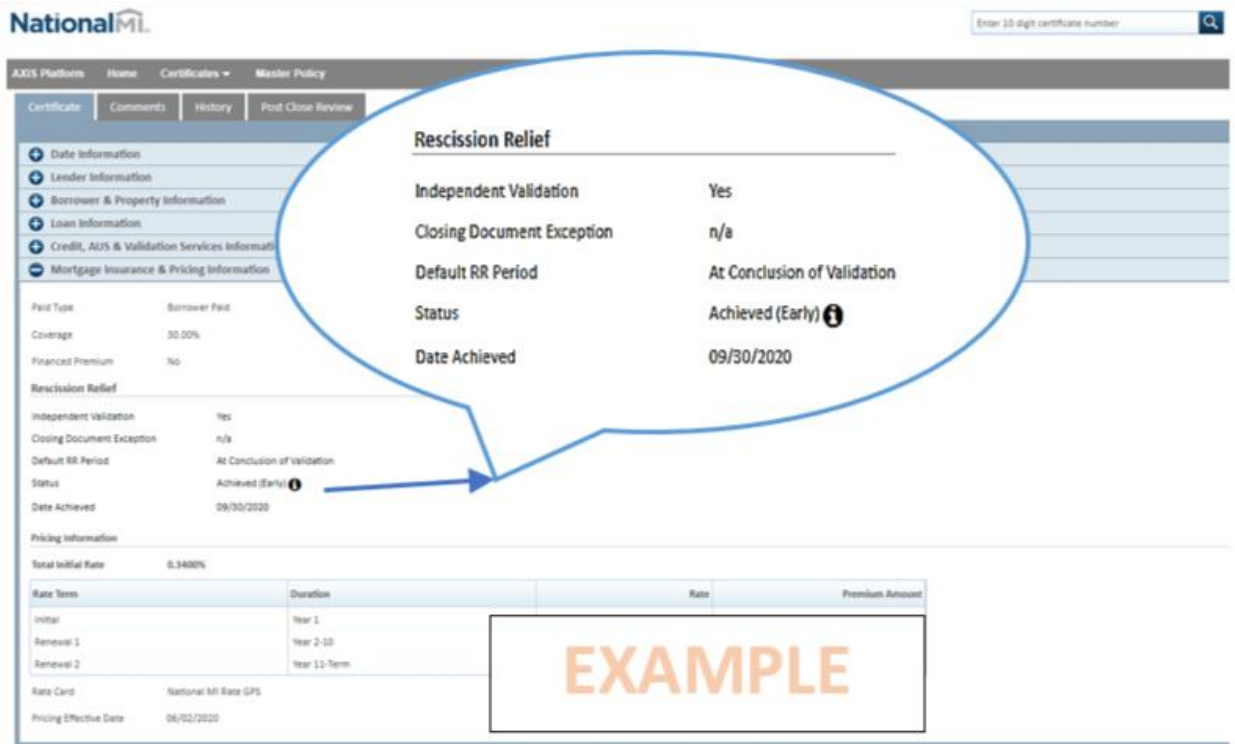 NationalMI.
Enter 10 digit certificate number
AXIS Platform Home Certificates Master Policy
Certificate Comments History Post Close Review
Date Information
Lender Information
Borrower & Property Information
Loan Information
Credit, AUS & Validation Services Informati
Mortgage Insurance & Pricing Information
Paid Type Borrower Paid
Coverage 30.00%
Financed Premium No
Rescission Relief
Independent Validation Yes
Closing Document Exception n/a
Default RR Period At Conclusion of Validation
Status Achieved (Early)
Date Achieved 09/30/2020
Rescission Relief
Independent Validation Yes
Closing Document Exception n/a
Default RR Period At Conclusion of Validation
Status Achieved (Early)
Date Achieved 09/30/2020
Pricing Information
Total Initial Rate 0.3400%
Rate Term Duration Rate Premium Amount
Initial Year 1
Renewal 1 Year 2-10
Renewal 2 Year 11-Term
EXAMPLE
Rate Card National MI Rate GPS
Pricing Effective Date 06/02/2020